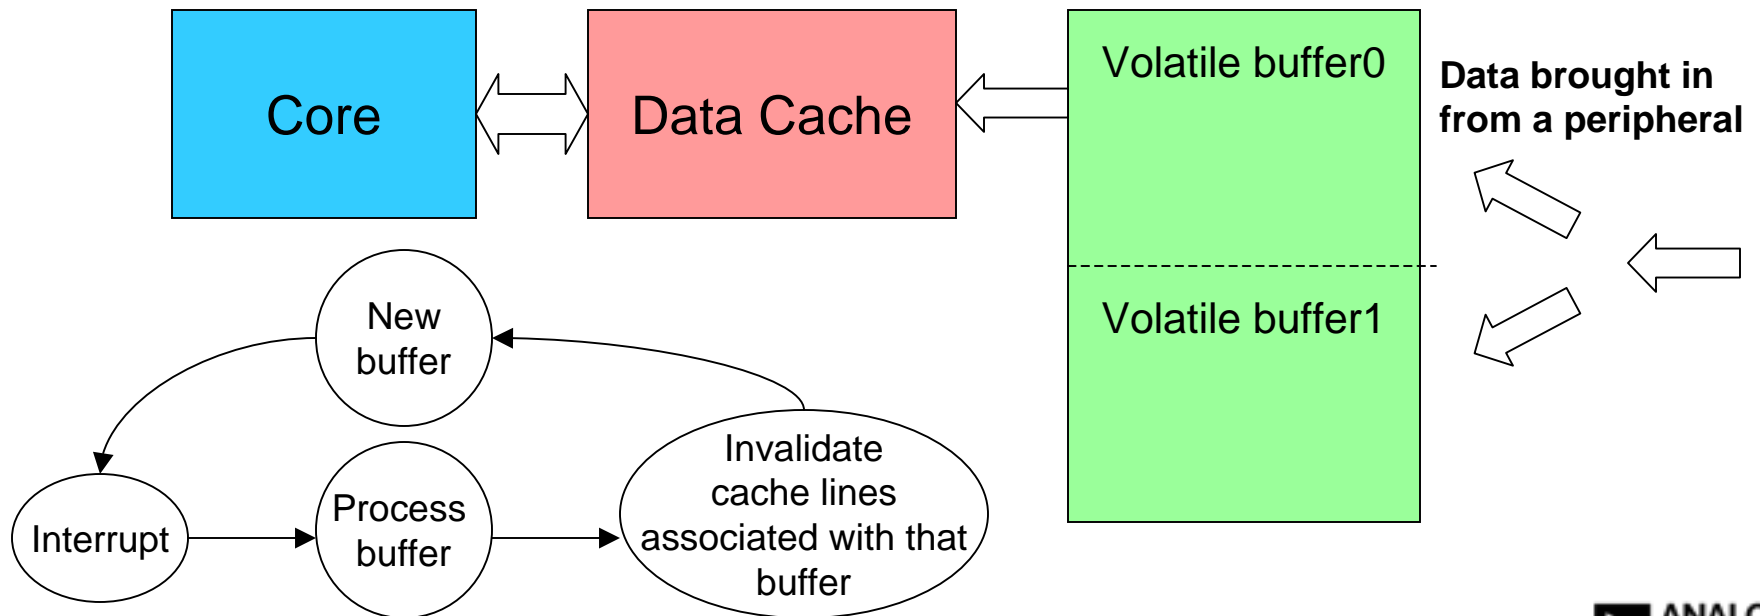 Core
Data Cache
Volatile buffer0
Data brought in
from a peripheral
Volatile buffer1
New
buffer
Interrupt
Process
buffer
Invalidate
cache lines
associated with that
buffer